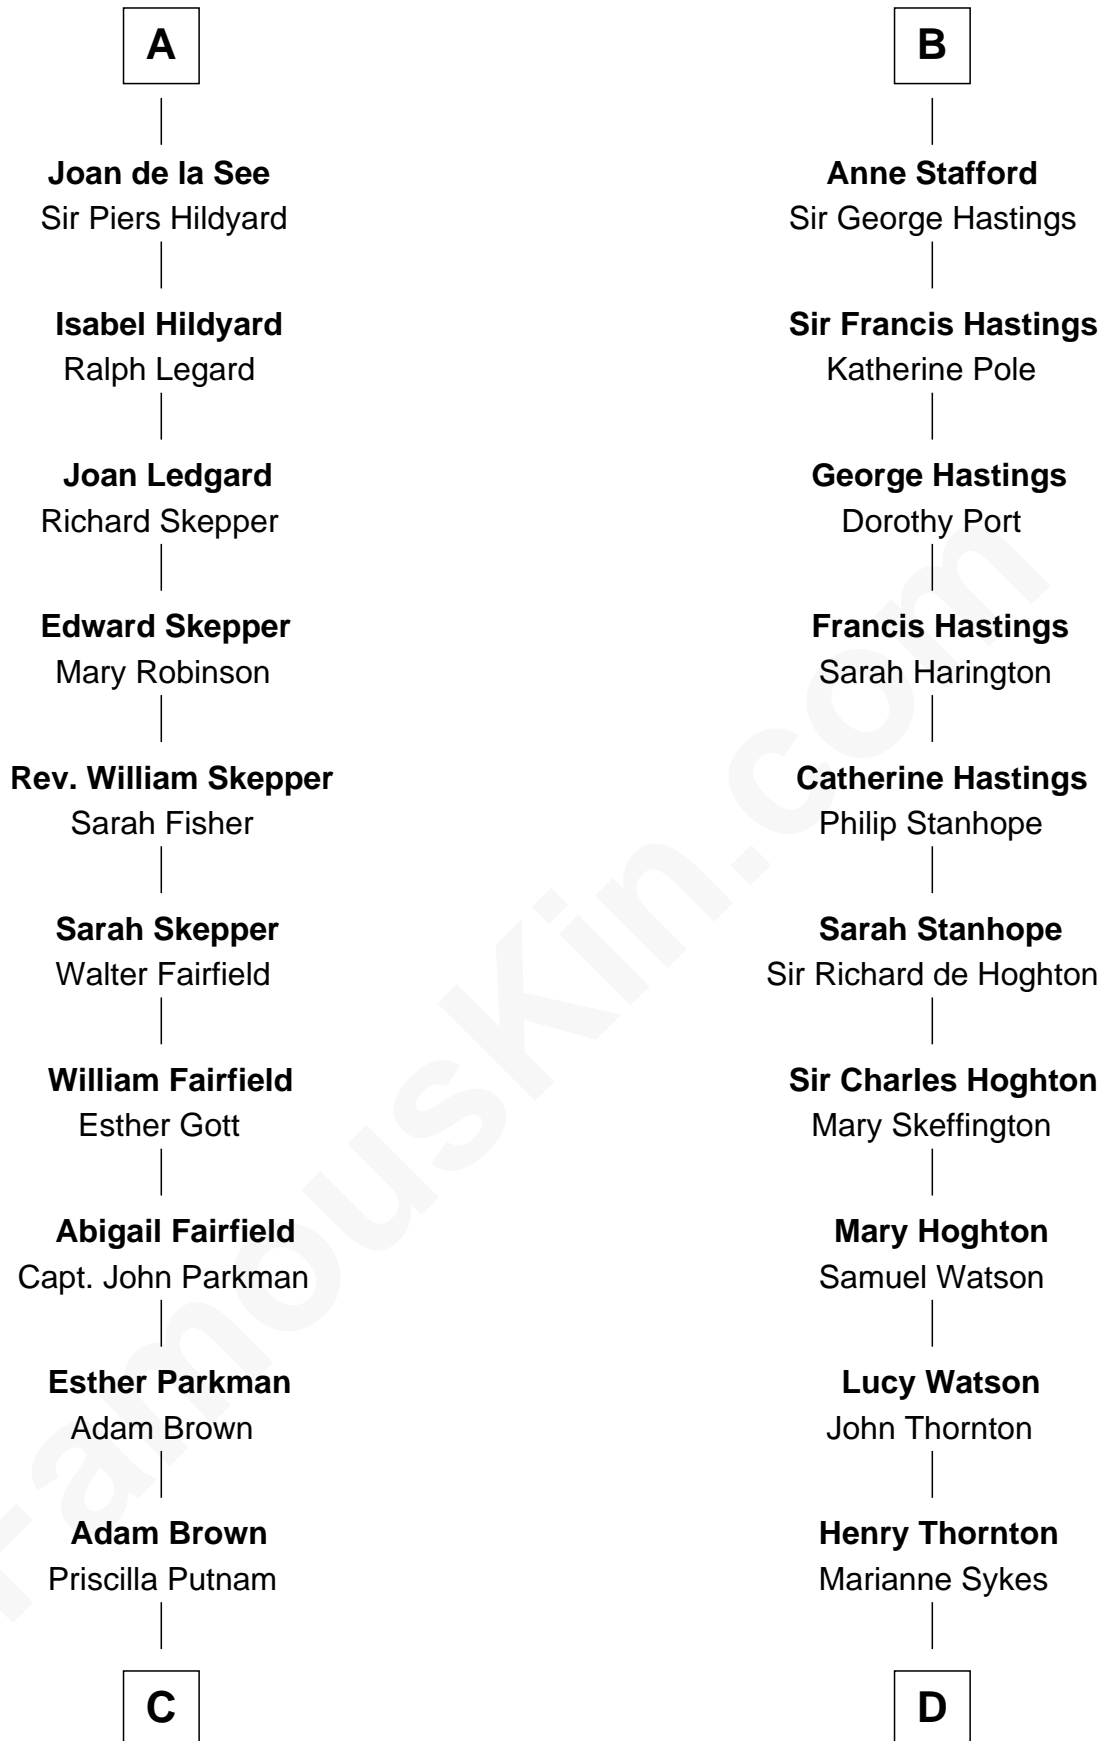 A
Joan de la See
Sir Piers Hildyard
Isabel Hildyard
Ralph Legard
Joan Ledgard
Richard Skepper
Edward Skepper
Mary Robinson
Rev. William Skepper
Sarah Fisher
Sarah Skepper
Walter Fairfield
William Fairfield
Esther Gott
Abigail Fairfield
Capt. John Parkman
Esther Parkman
Adam Brown
Adam Brown
Priscilla Putnam
C
B
Anne Stafford
Sir George Hastings
Sir Francis Hastings
Katherine Pole
George Hastings
Dorothy Port
Francis Hastings
Sarah Harington
Catherine Hastings
Philip Stanhope
Sarah Stanhope
Sir Richard de Hoghton
Sir Charles Hoghton
Mary Skeffington
Mary Hoghton
Samuel Watson
Lucy Watson
John Thornton
Henry Thornton
Marianne Sykes
D
FamousKin.com